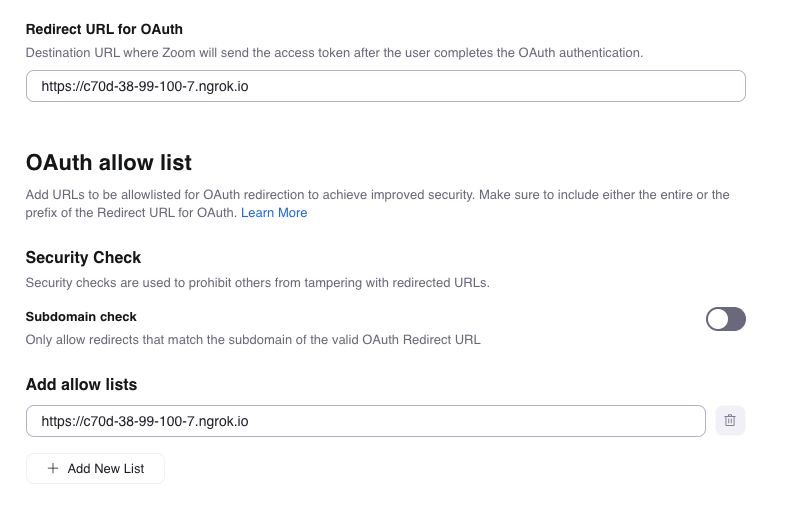 Redirect URL for OAuth
Destination URL where Zoom will send the access token after the user completes the OAuth authentication.
https://c70d-38-99-100-7.ngrok.io
OAuth allow list
Add URLs to be allowlisted for OAuth redirection to achieve improved security. Make sure to include either the entire or the
prefix of the Redirect URL for OAuth. Learn More
Security Check
Security checks are used to prohibit others from tampering with redirected URLs.
Subdomain check
Only allow redirects that match the subdomain of the valid OAuth Redirect URL
Add allow lists
https://c70d-38-99-100-7.ngrok.io
Add New List